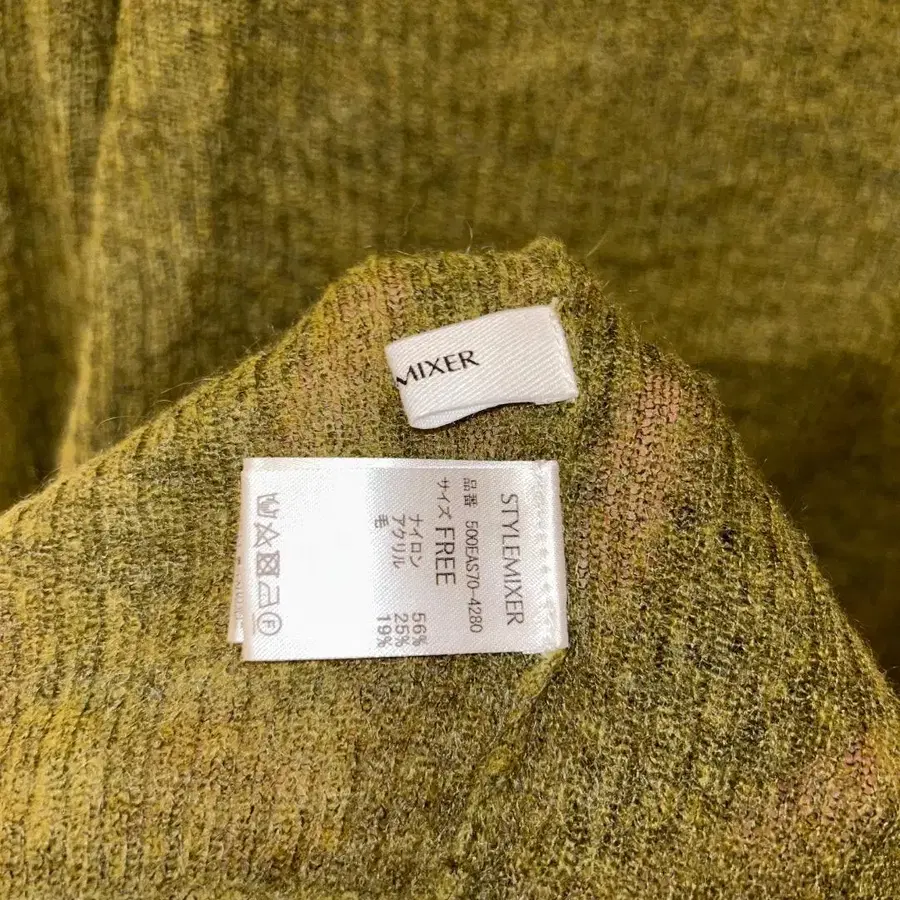 MIXER
STYLEMIXER
品番 500EAS70-4280
サイズ FREE
ナイロン 56%
アクリル 25%
毛 19%
F